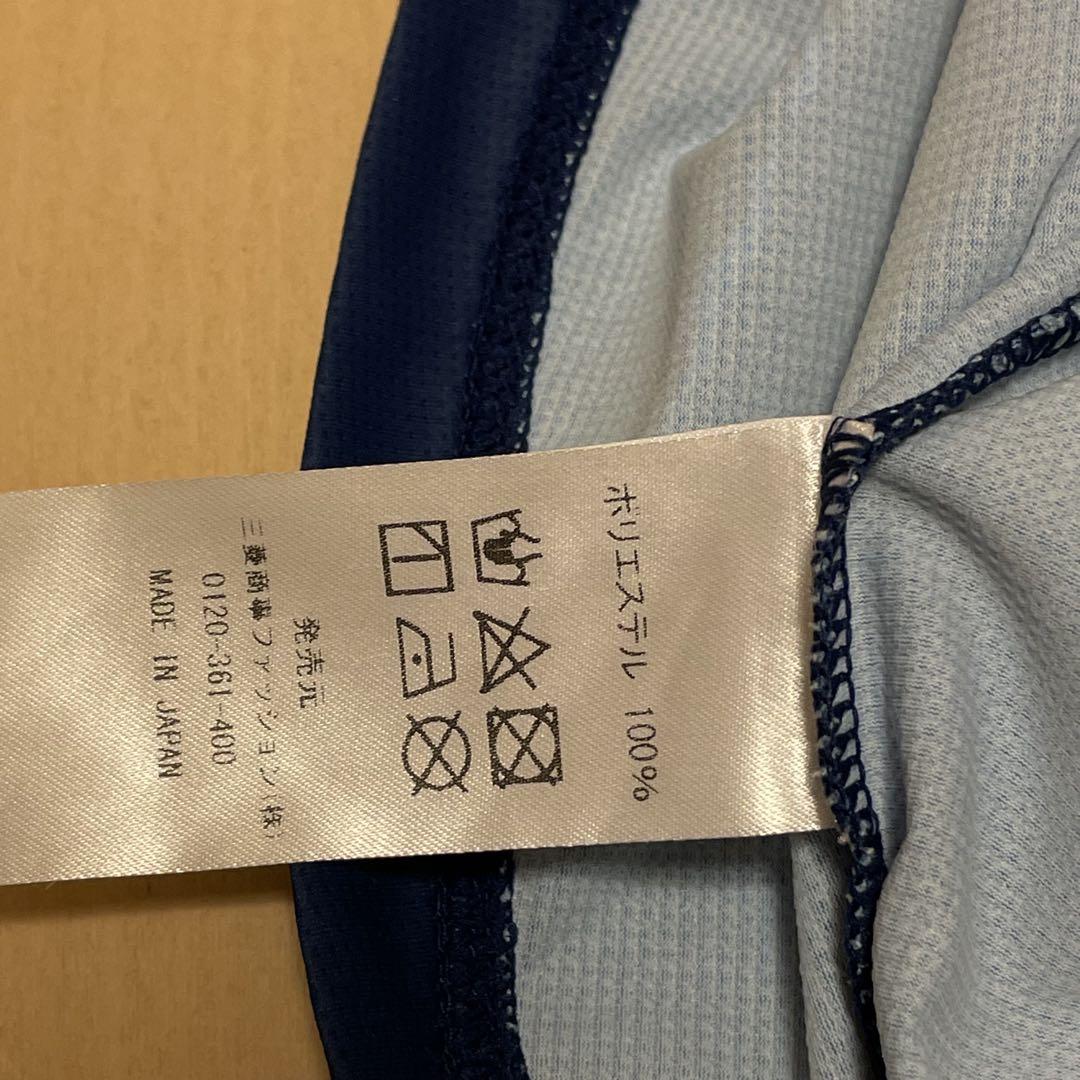 ポリエステル 100%
発売元
三菱商事ファッション(株)
0120-361-400
MADE IN JAPAN